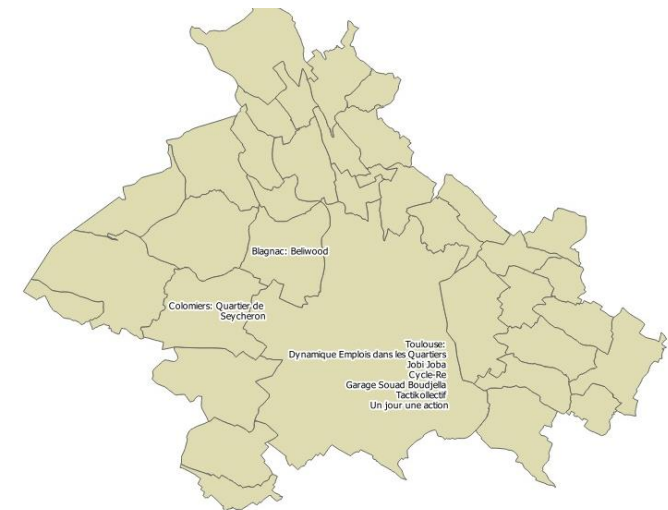 Blagnac: Beliwood
Colomiers: Quartier de
Seycheron
Toulouse:
Dynamique Emplois dans les Quartiers
Jobi Joba
Cycle-Re
Garage Souad Boudjella
Tactikollectif
Un jour une action